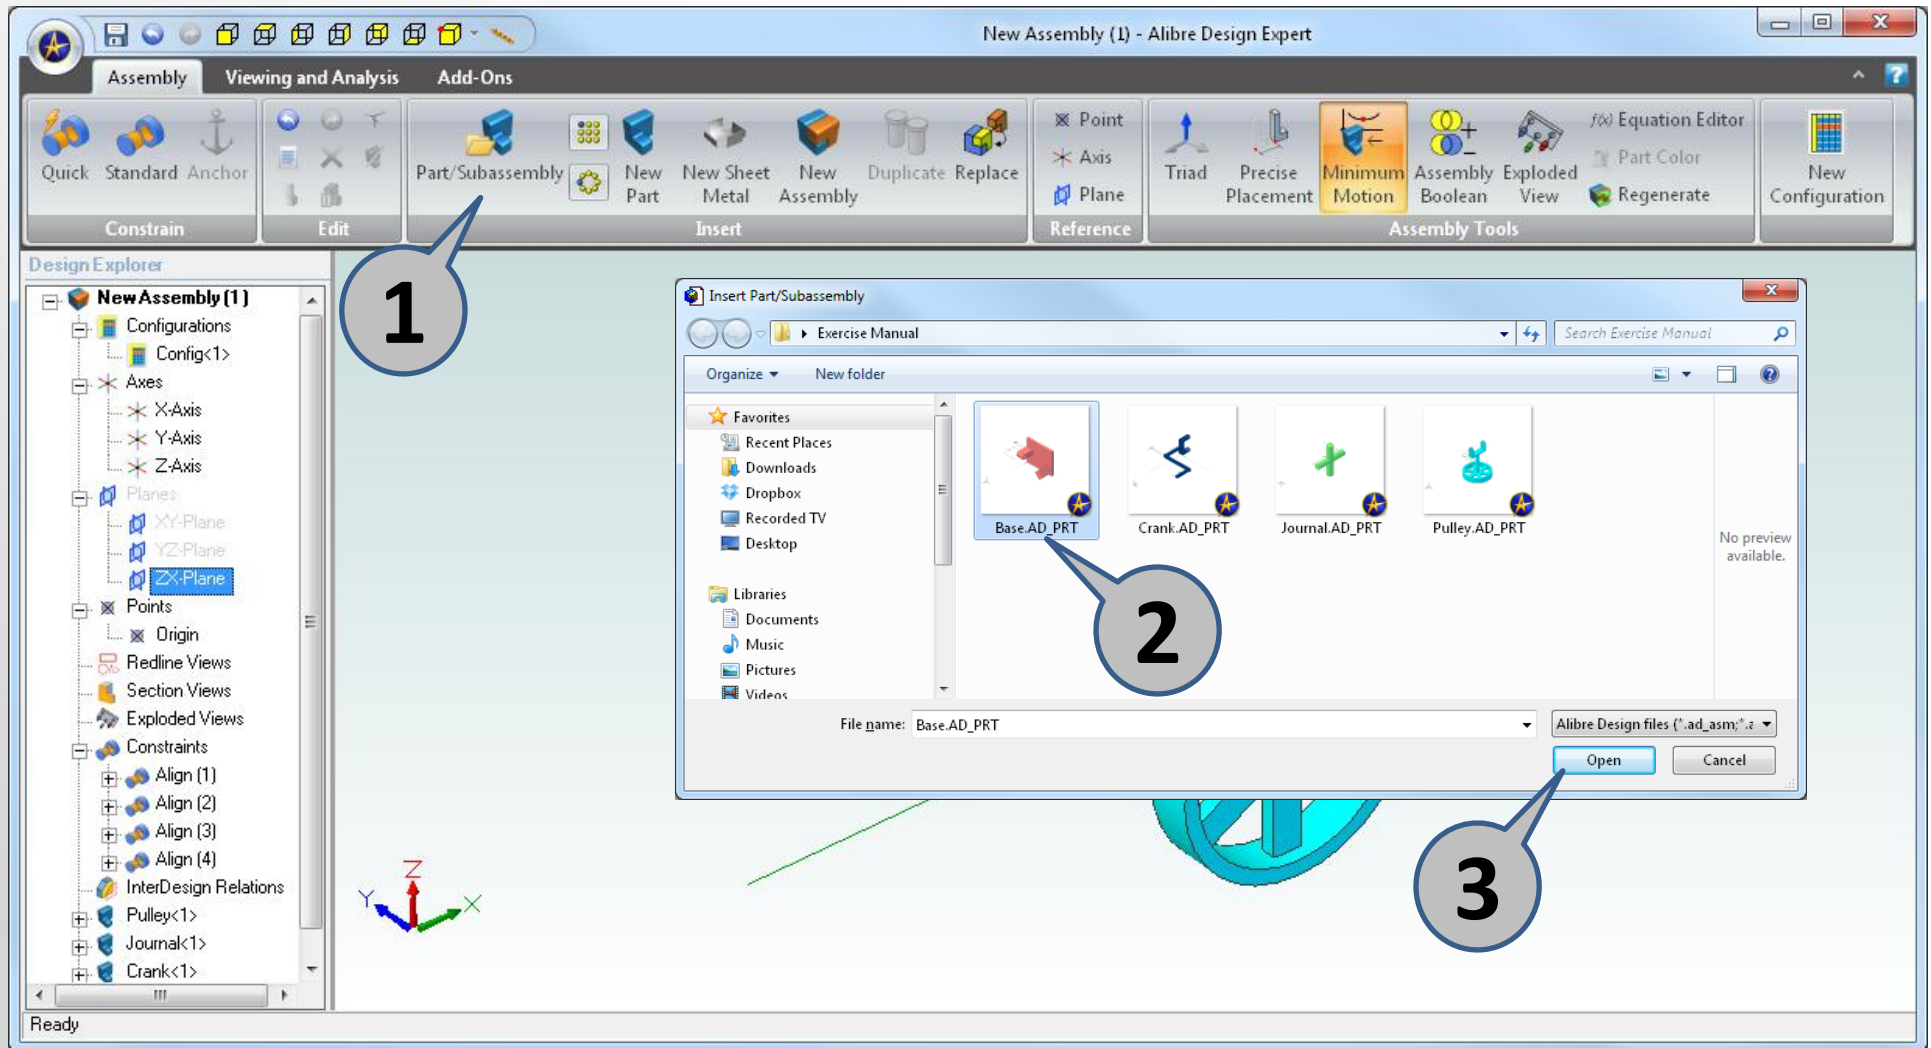 New Assembly (1) - Alibre Design Expert
Assembly
Viewing and Analysis
Add-Ons
Quick
Standard
Anchor
Constrain
Edit
Part/Subassembly
New
Part
New Sheet
Metal
New
Assembly
Duplicate
Replace
Insert
Point
Axis
Plane
Reference
Triad
Precise
Placement
Minimum
Motion
Assembly
Boolean
Exploded
View
f(x) Equation Editor
Part Color
Regenerate
Assembly Tools
New
Configuration
Design Explorer
New Assembly (1)
Configurations
Config<1>
Axes
X-Axis
Y-Axis
Z-Axis
Planes
XY-Plane
YZ-Plane
ZX-Plane
Points
Origin
Redline Views
Section Views
Exploded Views
Constraints
Align (1)
Align (2)
Align (3)
Align (4)
InterDesign Relations
Pulley<1>
Journal<1>
Crank<1>
Ready
1
Insert Part/Subassembly
Exercise Manual
Search Exercise Manual
Organize
New folder
Favorites
Recent Places
Downloads
Dropbox
Recorded TV
Desktop
Libraries
Documents
Music
Pictures
Videos
Base.AD_PRT
Crank.AD_PRT
Journal.AD_PRT
Pulley.AD_PRT
No preview
available.
2
File name: Base.AD_PRT
Alibre Design files (*.ad_asm;*.a
Open
Cancel
3
Z
Y
X